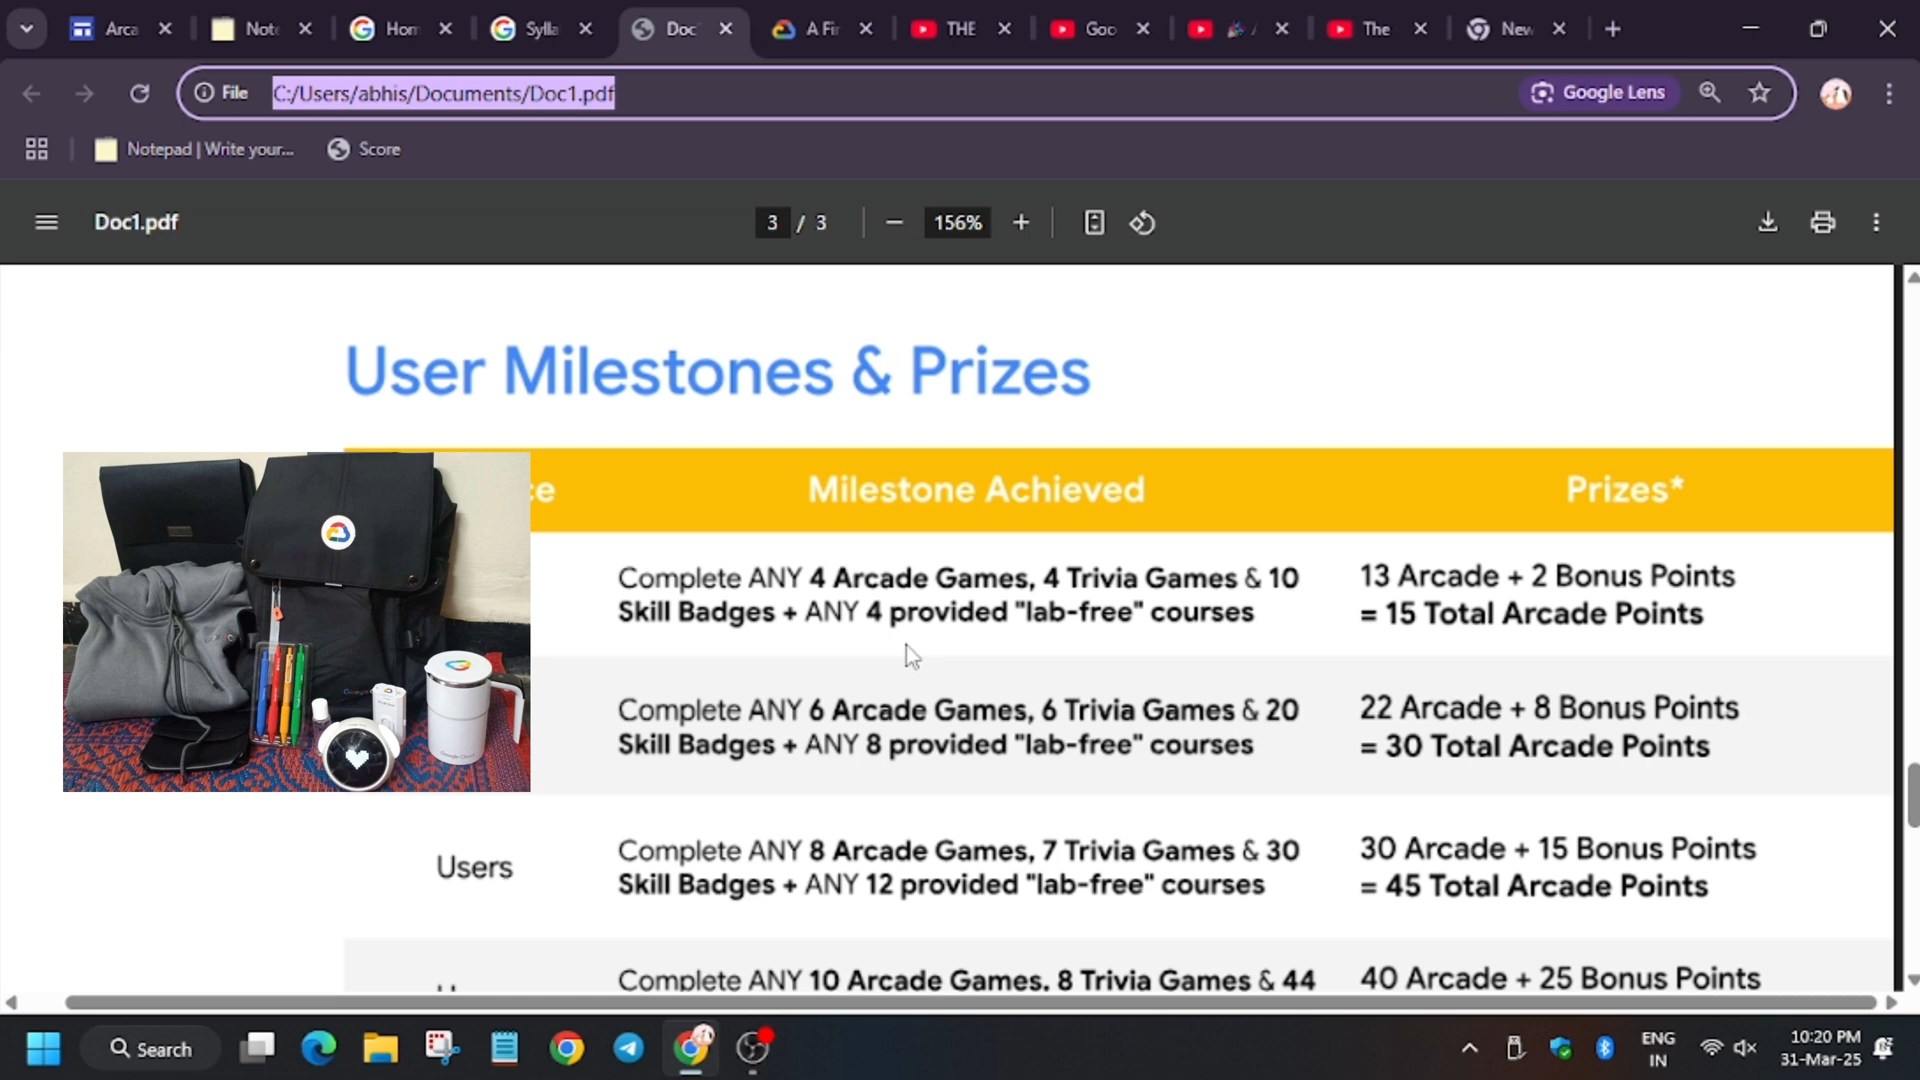 Arca
Note
Hom
Sylla
Doc
A Fir
THE
Goo
The
New
File
C:/Users/abhis/Documents/Doc1.pdf
Google Lens
Notepad | Write your...
Score
Doc1.pdf
3 / 3
156%
User Milestones & Prizes
ce
Milestone Achieved
Prizes*
Complete ANY 4 Arcade Games, 4 Trivia Games & 10
Skill Badges + ANY 4 provided "lab-free" courses
13 Arcade + 2 Bonus Points
= 15 Total Arcade Points
Complete ANY 6 Arcade Games, 6 Trivia Games & 20
Skill Badges + ANY 8 provided "lab-free" courses
22 Arcade + 8 Bonus Points
= 30 Total Arcade Points
Users
Complete ANY 8 Arcade Games, 7 Trivia Games & 30
Skill Badges + ANY 12 provided "lab-free" courses
30 Arcade + 15 Bonus Points
= 45 Total Arcade Points
Complete ANY 10 Arcade Games, 8 Trivia Games & 44
40 Arcade + 25 Bonus Points
Search
ENG
IN
10:20 PM
31-Mar-25